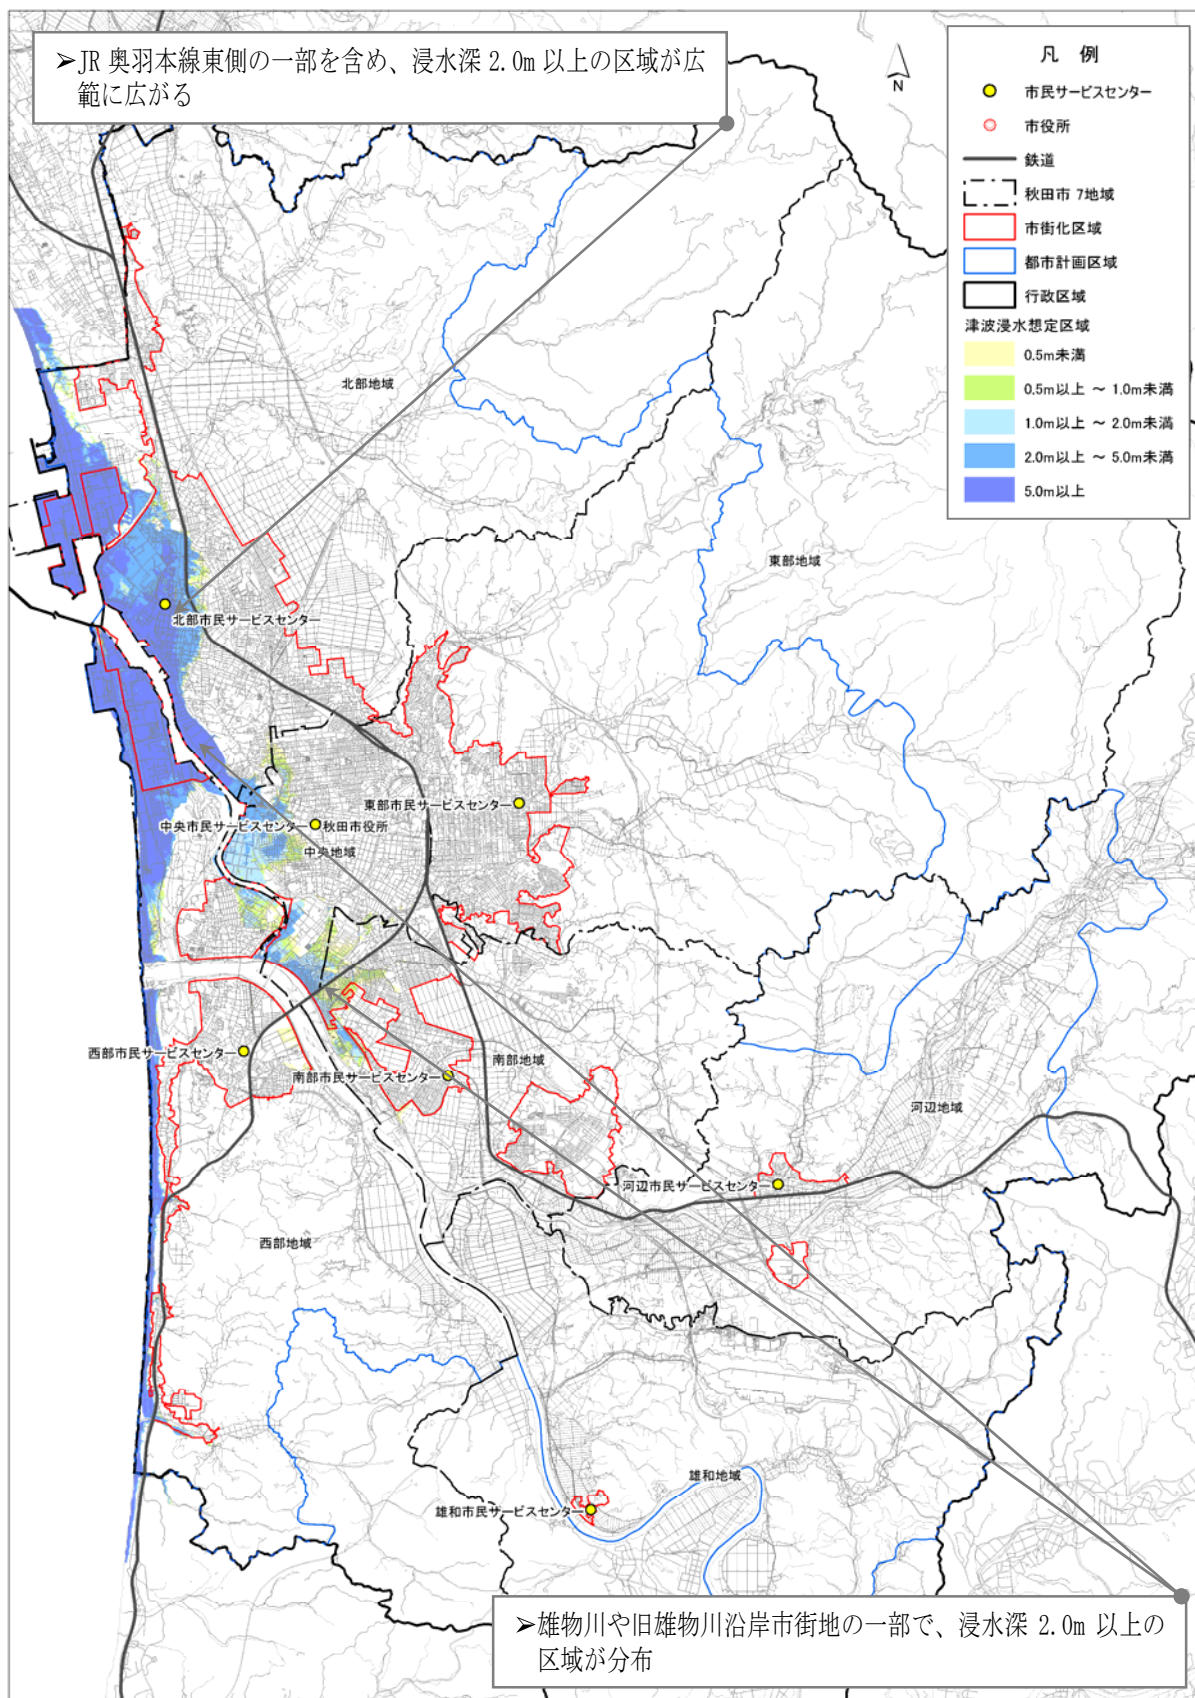 ➤JR 奥羽本線東側の一部を含め、浸水深 2.0m 以上の区域が広
範に広がる
N
凡 例
市民サービスセンター
市役所
鉄道
秋田市 7地域
市街化区域
都市計画区域
行政区域
津波浸水想定区域
0.5m未満
0.5m以上 ～ 1.0m未満
1.0m以上 ～ 2.0m未満
2.0m以上 ～ 5.0m未満
5.0m以上
北部地域
東部地域
北部市民サービスセンター
東部市民サービスセンター
中央市民サービスセンター
秋田市役所
中央地域
西部市民サービスセンター
南部市民サービスセンター
南部地域
河辺地域
河辺市民サービスセンター
西部地域
雄和地域
雄和市民サービスセンター
➤雄物川や旧雄物川沿岸市街地の一部で、浸水深 2.0m 以上の
区域が分布